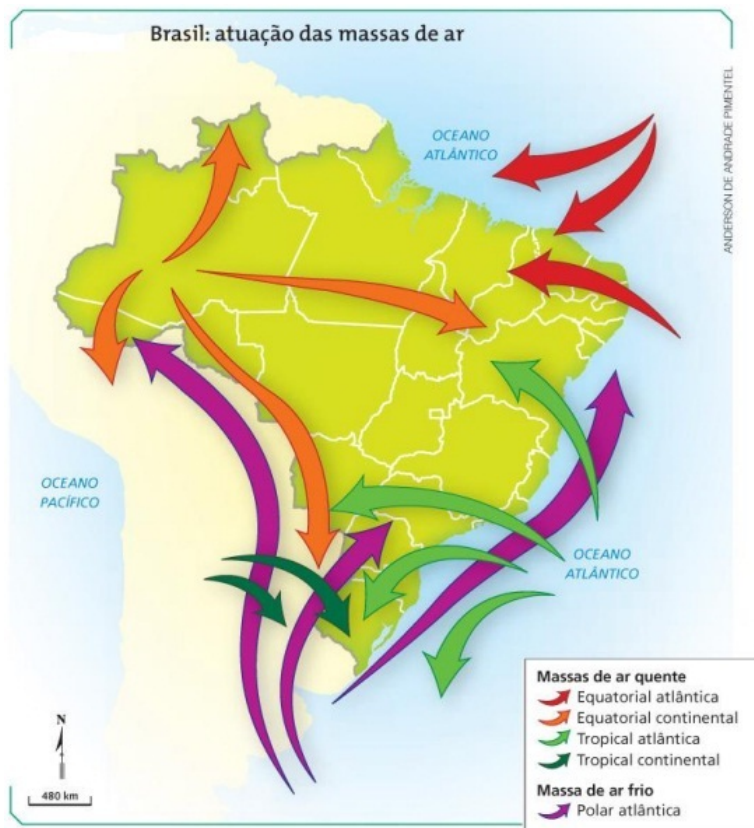 Brasil: atuação das massas de ar
ANDERSON DE ANDRADE PIMENTEL
OCEANO
ATLÂNTICO
OCEANO
PACÍFICO
OCEANO
ATLÂNTICO
N
480 km
Massas de ar quente
Equatorial atlântica
Equatorial continental
Tropical atlântica
Tropical continental
Massa de ar frio
Polar atlântica